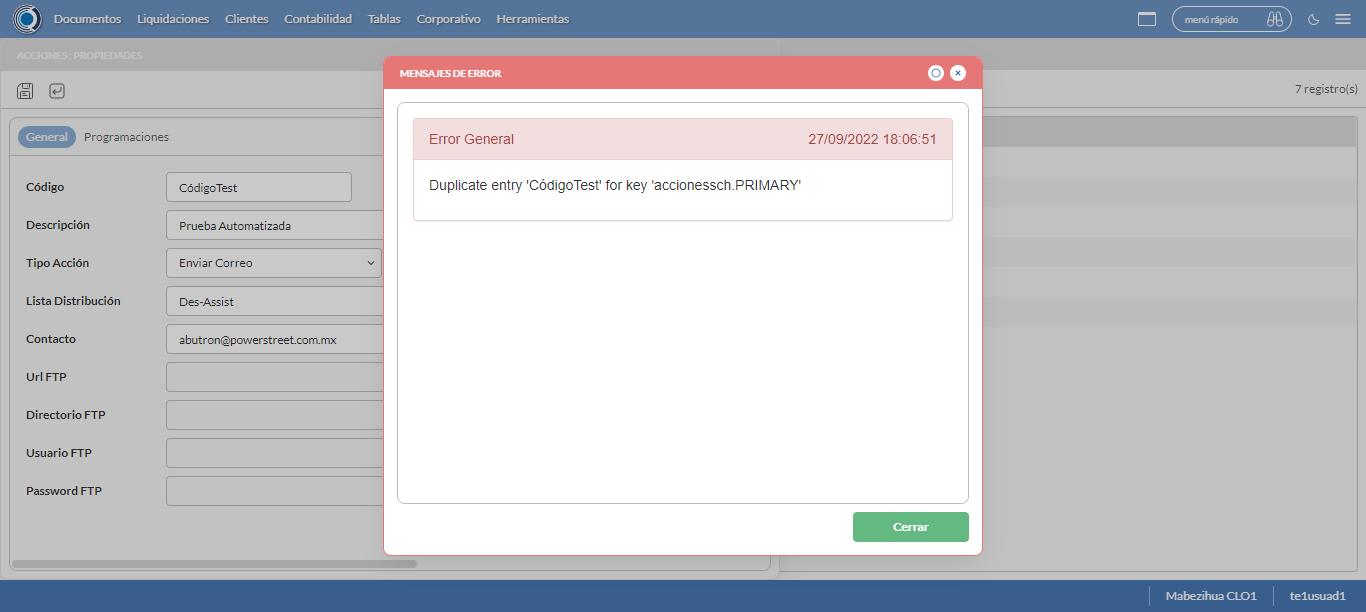 Documentos Liquidaciones Clientes Contabilidad Tablas Corporativo Herramientas menú rápido
ACCIONES : PROPIEDADES
7 registro(s)
General Programaciones
Código CódigoTest
Descripción Prueba Automatizada
Tipo Acción Enviar Correo
Lista Distribución Des-Assist
Contacto abutron@powerstreet.com.mx
Url FTP
Directorio FTP
Usuario FTP
Password FTP
MENSAJES DE ERROR
Error General 27/09/2022 18:06:51
Duplicate entry 'CódigoTest' for key 'accionessch.PRIMARY'
Cerrar
Mabezihua CLO1 te1usuad1